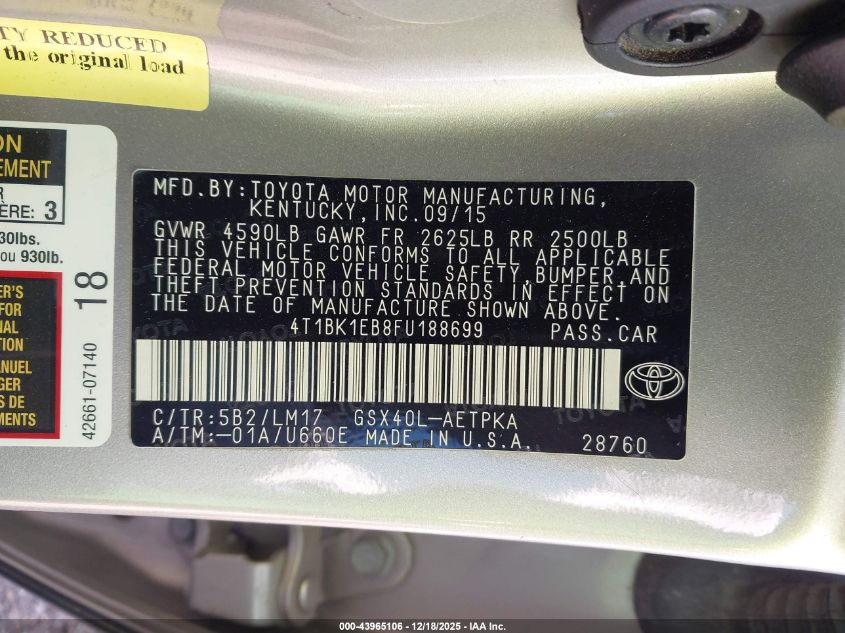 TY REDUCED
the original load
ON
EMENT
R
ÈRE: 3
30lbs.
ou 930lb.
18
ER'S
FOR
NAL
TION
ANUEL
GER
S DE
MENTS
42661-07140
MFD.BY:TOYOTA MOTOR MANUFACTURING,
KENTUCKY,INC.09/15
GVWR 4590LB GAWR FR 2625LB RR 2500LB
THIS VEHICLE CONFORMS TO ALL APPLICABLE
FEDERAL MOTOR VEHICLE SAFETY,BUMPER,AND
THEFT PREVENTION STANDARDS IN EFFECT ON
THE DATE OF MANUFACTURE SHOWN ABOVE.
4T1BK1EB8FU188699 PASS.CAR
C/TR:5B2/LM17 GSX40L-AETPKA
A/TM:-01A/U660E MADE IN U.S.A. 28760
000-43965106 - 12/18/2025 - IAA Inc.